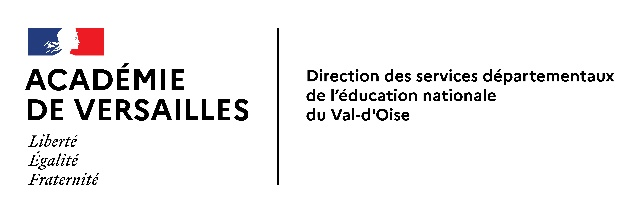 ACADÉMIE
DE VERSAILLES
Liberté
Égalité
Fraternité
Direction des services départementaux
de l'éducation nationale
du Val-d'Oise